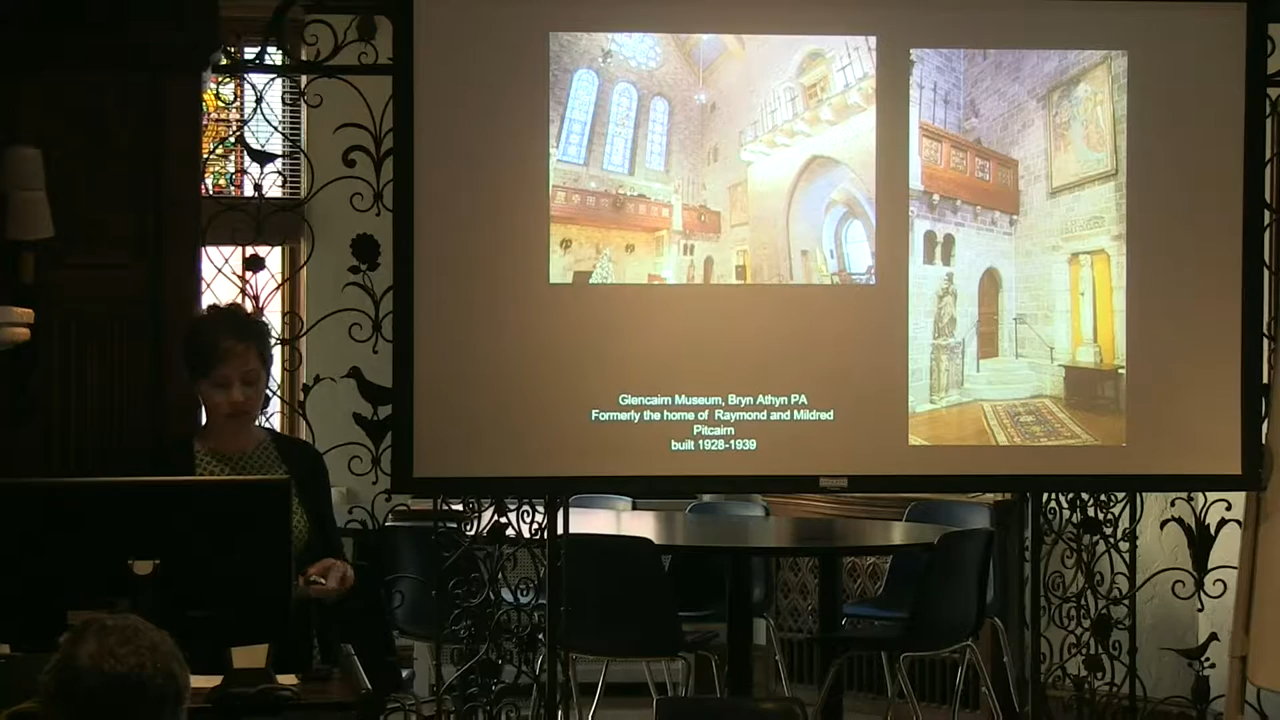 Glencairn Museum, Bryn Athyn PA
Formerly the home of Raymond and Mildred
Pitcairn
built 1928-1939